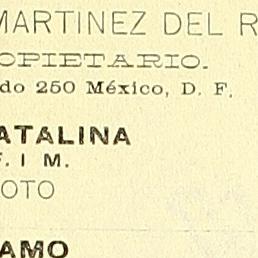 MARTINEZ DEL R
OPIETARIO.
do 250 México, D. F.
ATALINA
F. I M.
OTO
AMO